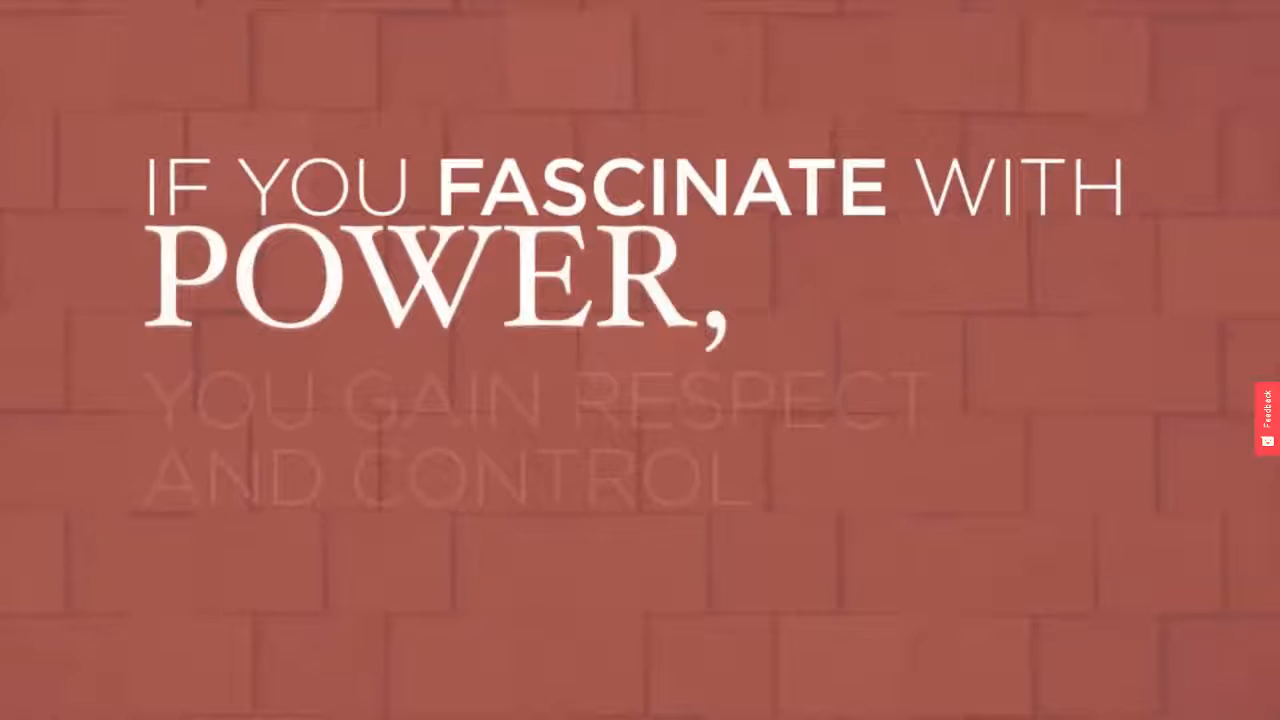 IF YOU FASCINATE WITH
POWER,
YOU GAIN RESPECT
AND CONTROL
Feedback